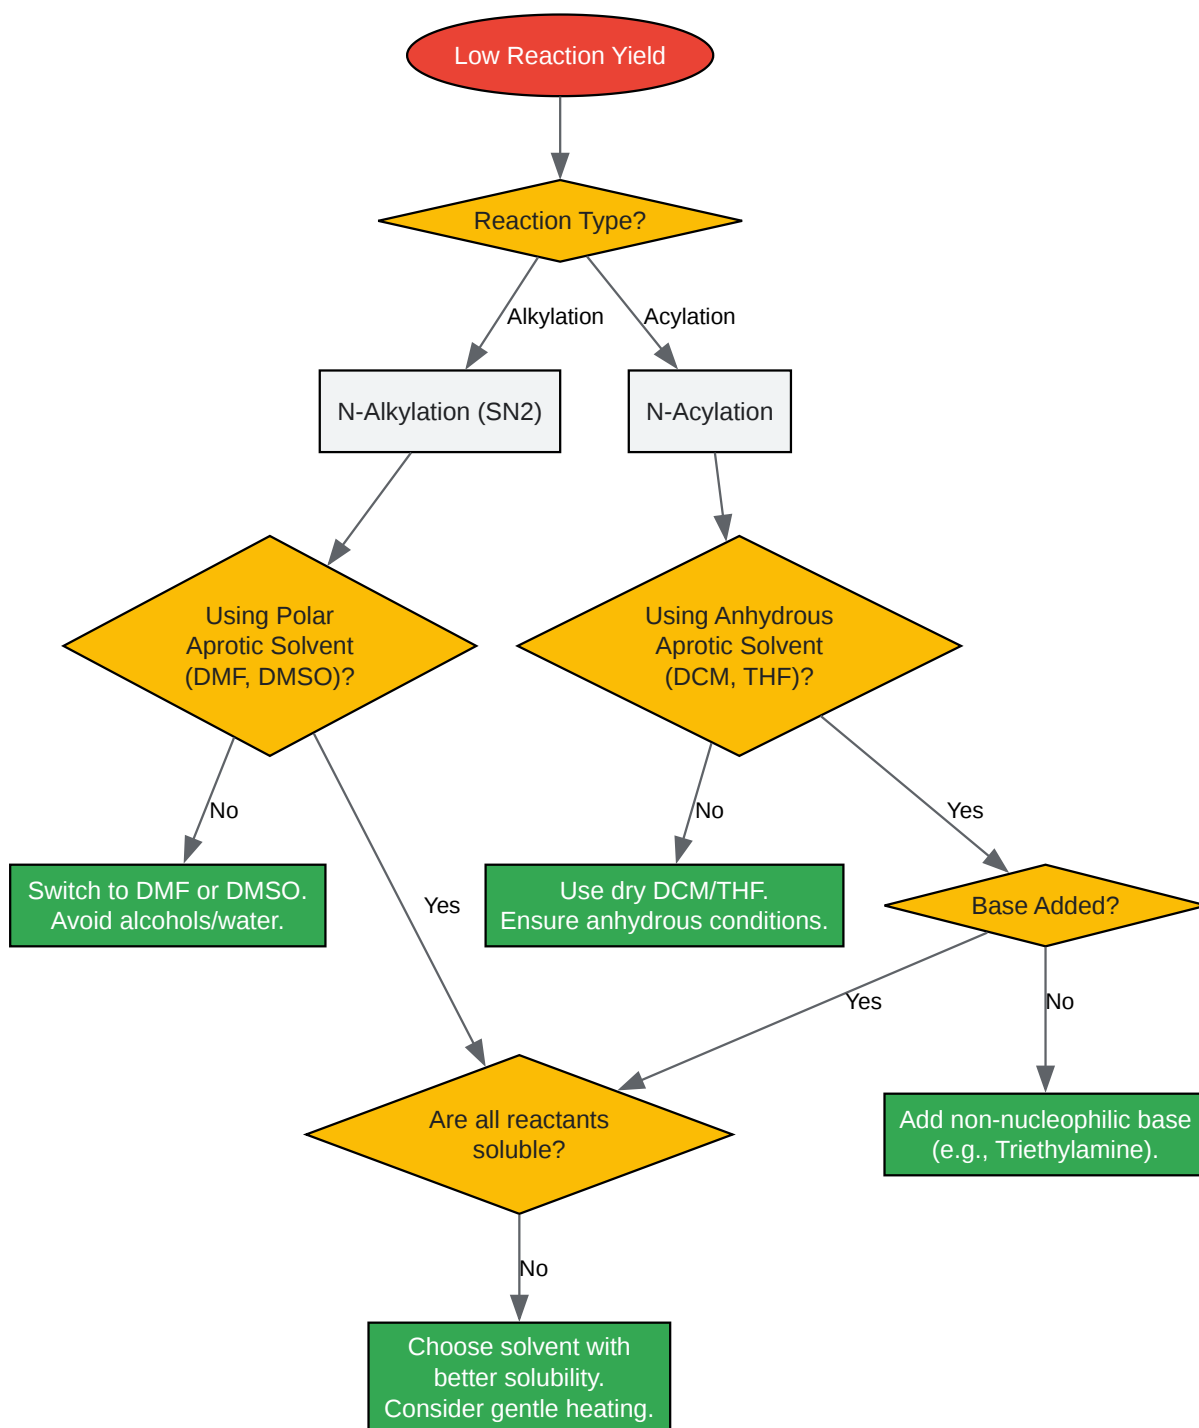 Low Reaction Yield
Reaction Type?
Alkylation
Acylation
N-Alkylation (SN2)
N-Acylation
Using Polar
Aprotic Solvent
(DMF, DMSO)?
Using Anhydrous
Aprotic Solvent
(DCM, THF)?
No
No
Yes
Switch to DMF or DMSO.
Avoid alcohols/water.
Yes
Use dry DCM/THF.
Ensure anhydrous conditions.
Base Added?
Yes
No
Are all reactants
soluble?
Add non-nucleophilic base
(e.g., Triethylamine).
No
Choose solvent with
better solubility.
Consider gentle heating.